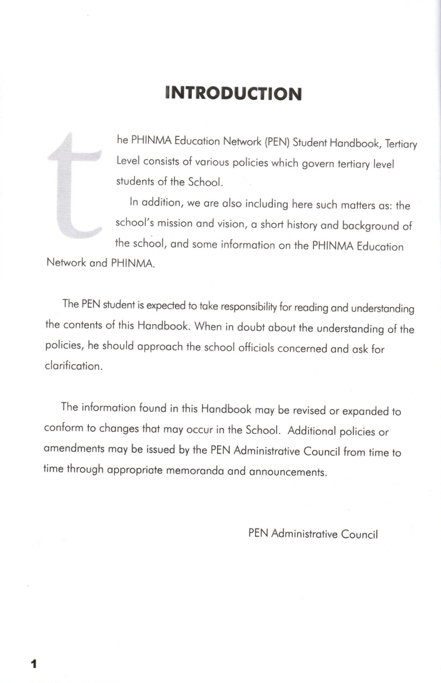 INTRODUCTION
the PHINMA Education Network (PEN) Student Handbook, Tertiary
Level consists of various policies which govern tertiary level
students of the School.
In addition, we are also including here such matters as: the
school's mission and vision, a short history and background of
the school, and some information on the PHINMA Education
Network and PHINMA.
The PEN student is expected to take responsibility for reading and understanding
the contents of this Handbook. When in doubt about the understanding of the
policies, he should approach the school officials concerned and ask for
clarification.
The information found in this Handbook may be revised or expanded to
conform to changes that may occur in the School. Additional policies or
amendments may be issued by the PEN Administrative Council from time to
time through appropriate memoranda and announcements.
PEN Administrative Council
1